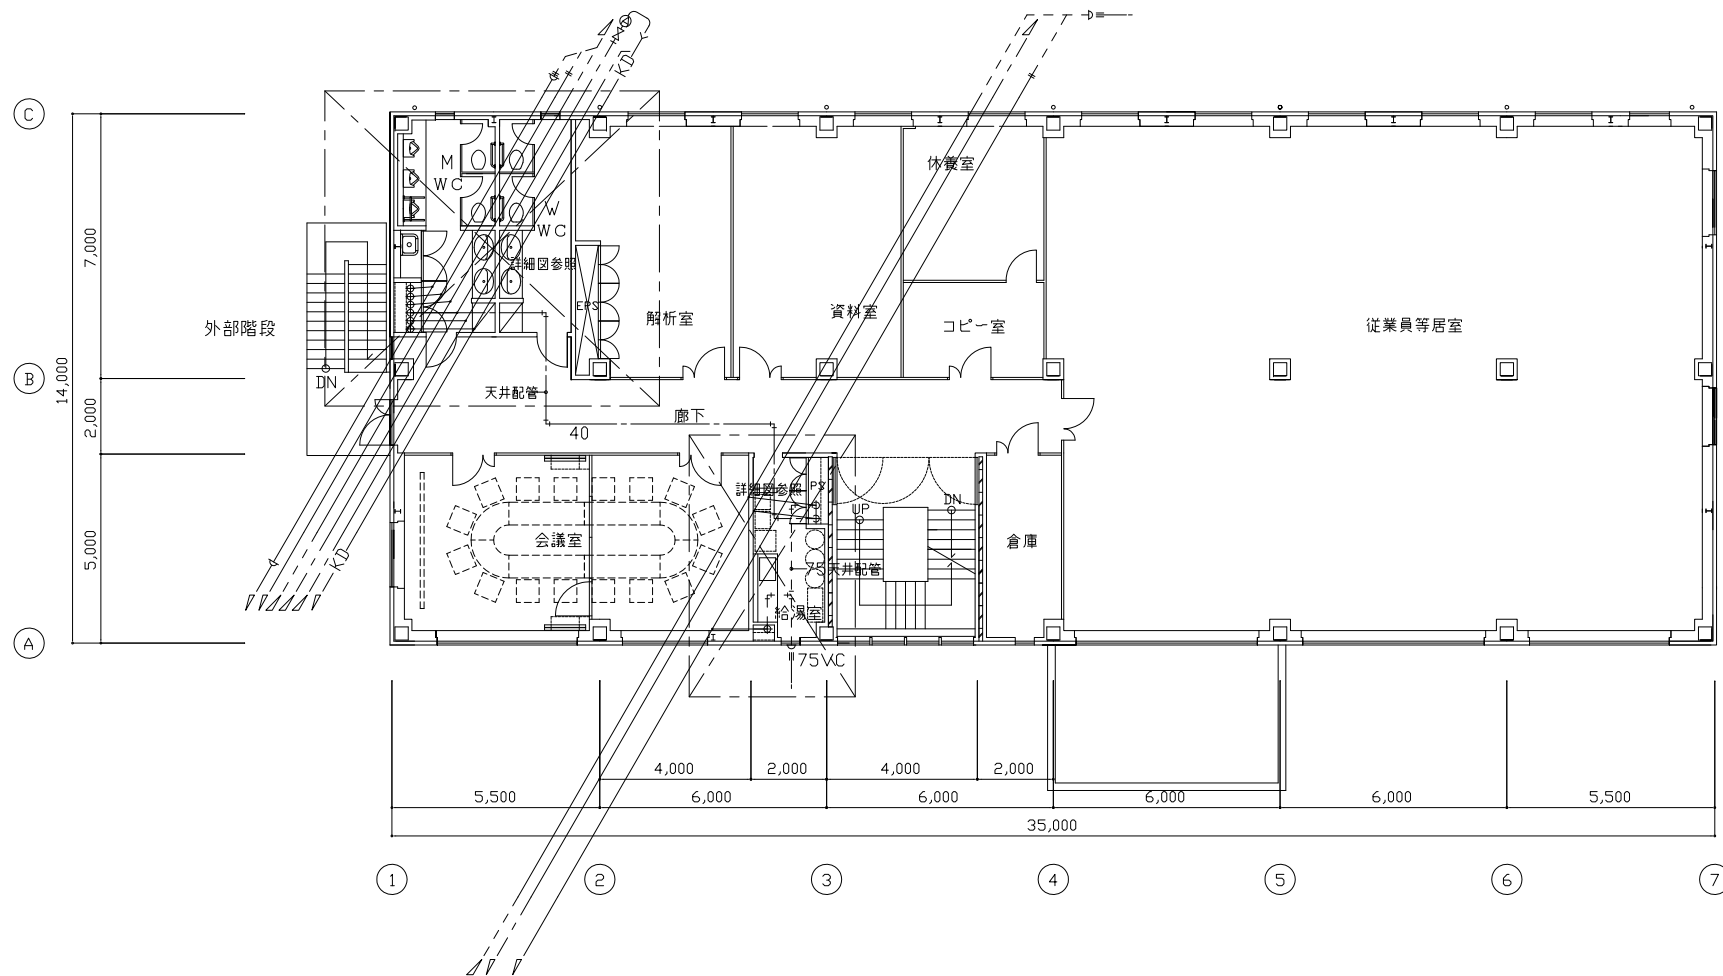 KD
C
M
WC
W
WC
休養室
7,000
詳細図参照
EPS
解析室
資料室
コピー室
従業員等居室
外部階段
14,000
B
DN
天井配管
廊下
2,000
40
詳細図参照
PS
UP
DN
会議室
倉庫
5,000
KD
75天井配管
給湯室
A
75VC
4,000
2,000
4,000
2,000
5,500
6,000
6,000
6,000
6,000
5,500
35,000
1
2
3
4
5
6
7